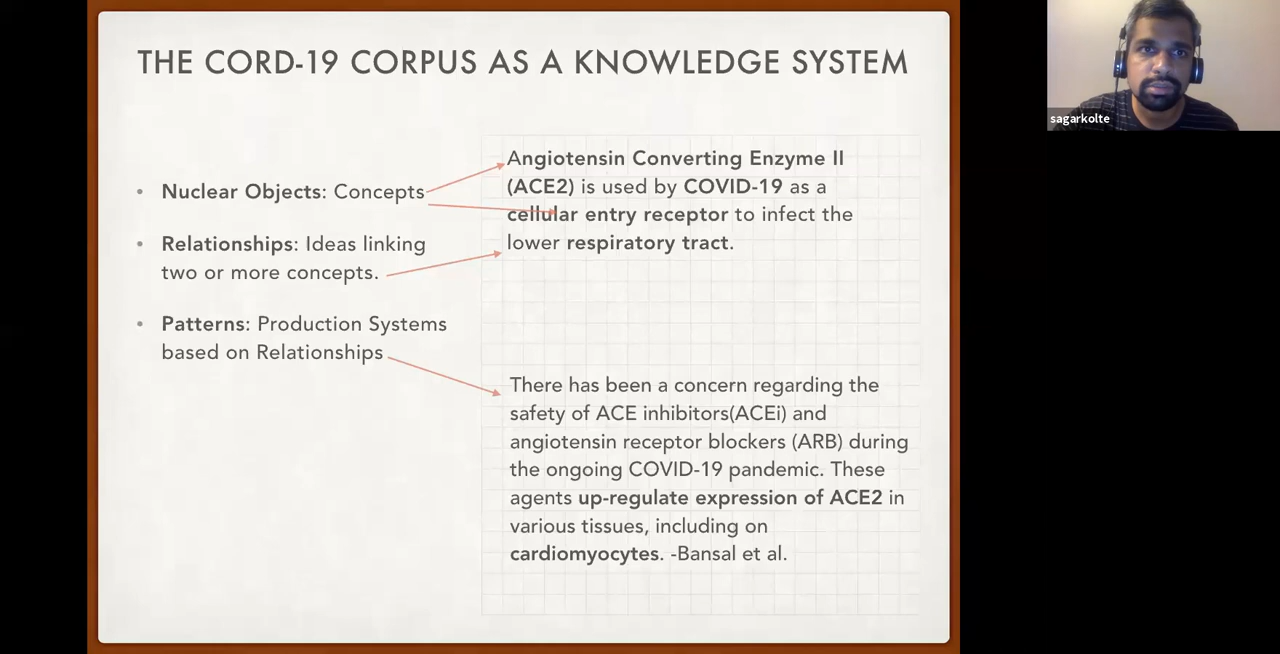 THE CORD-19 CORPUS AS A KNOWLEDGE SYSTEM
• Nuclear Objects: Concepts
• Relationships: Ideas linking
two or more concepts.
• Patterns: Production Systems
based on Relationships
Angiotensin Converting Enzyme II
(ACE2) is used by COVID-19 as a
cellular entry receptor to infect the
lower respiratory tract.
There has been a concern regarding the
safety of ACE inhibitors(ACEi) and
angiotensin receptor blockers (ARB) during
the ongoing COVID-19 pandemic. These
agents up-regulate expression of ACE2 in
various tissues, including on
cardiomyocytes. -Bansal et al.
sagarkolte